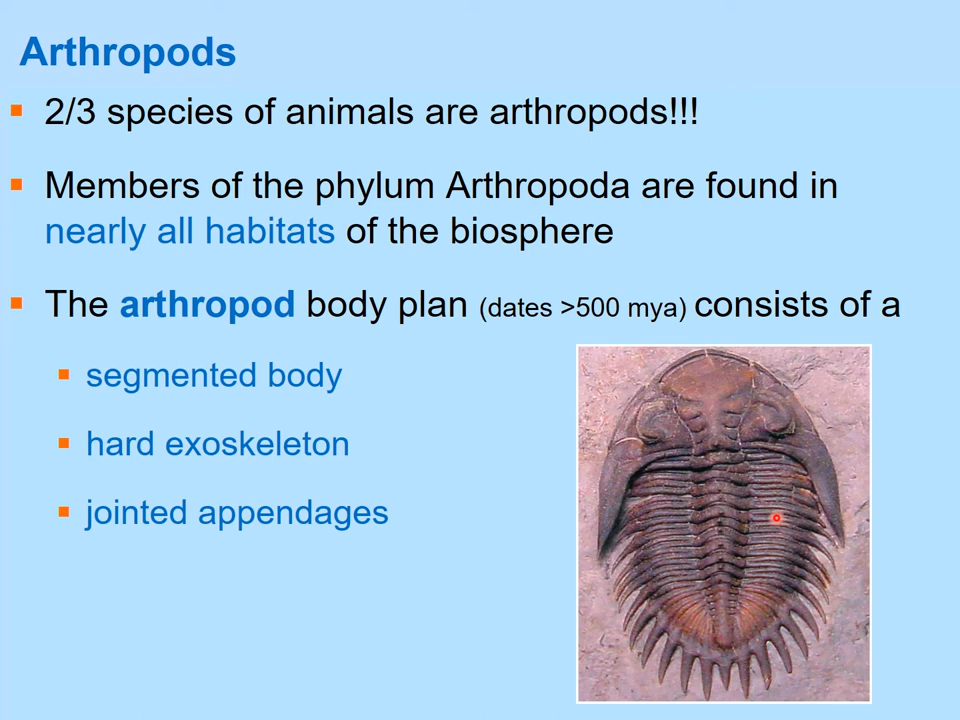 Arthropods
2/3 species of animals are arthropods!!!
Members of the phylum Arthropoda are found in
nearly all habitats of the biosphere
The arthropod body plan (dates >500 mya) consists of a
segmented body
hard exoskeleton
jointed appendages